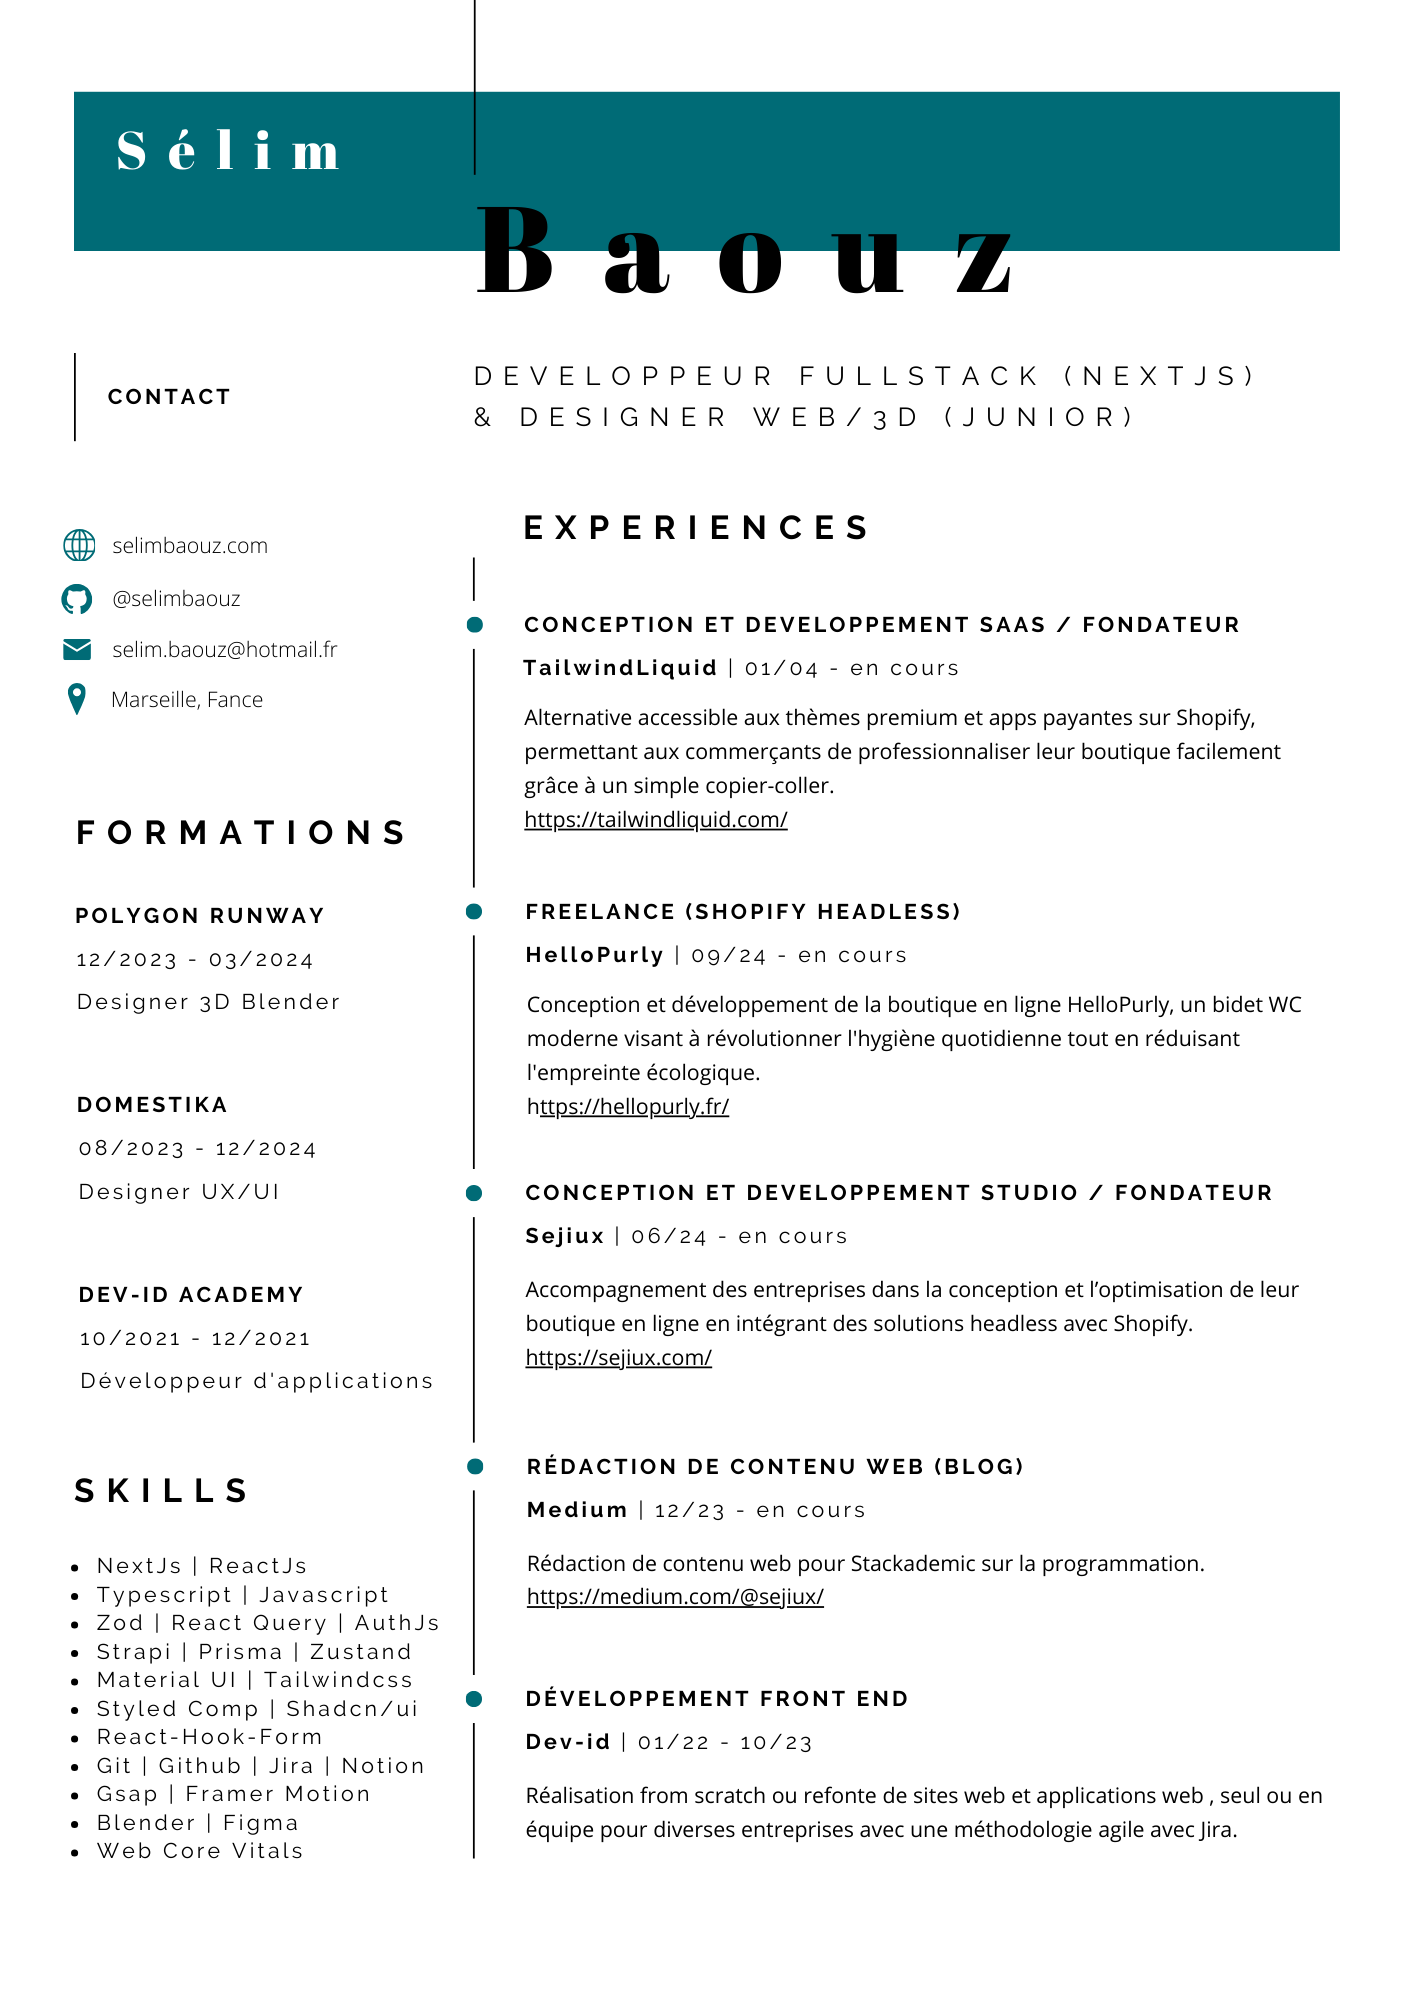 Sélim
Baouz
DEVELOPPEUR FULLSTACK (NEXTJS)
& DESIGNER WEB/3D (JUNIOR)
CONTACT
selimbaouz.com
@selimbaouz
selim.baouz@hotmail.fr
Marseille, Fance
FORMATIONS
POLYGON RUNWAY
12/2023 - 03/2024
Designer 3D Blender
DOMESTIKA
08/2023 - 12/2024
Designer UX/UI
DEV-ID ACADEMY
10/2021 - 12/2021
Développeur d'applications
SKILLS
• NextJs | ReactJs
• Typescript | Javascript
• Zod | React Query | AuthJs
• Strapi | Prisma | Zustand
• Material UI | Tailwindcss
• Styled Comp | Shadcn/ui
• React-Hook-Form
• Git | Github | Jira | Notion
• Gsap | Framer Motion
• Blender | Figma
• Web Core Vitals
EXPERIENCES
CONCEPTION ET DEVELOPPEMENT SAAS / FONDATEUR
TailwindLiquid | 01/04 - en cours
Alternative accessible aux thèmes premium et apps payantes sur Shopify,
permettant aux commerçants de professionnaliser leur boutique facilement
grâce à un simple copier-coller.
https://tailwindliquid.com/
FREELANCE (SHOPIFY HEADLESS)
HelloPurly | 09/24 - en cours
Conception et développement de la boutique en ligne HelloPurly, un bidet WC
moderne visant à révolutionner l'hygiène quotidienne tout en réduisant
l'empreinte écologique.
https://hellopurly.fr/
CONCEPTION ET DEVELOPPEMENT STUDIO / FONDATEUR
Sejiux | 06/24 - en cours
Accompagnement des entreprises dans la conception et l’optimisation de leur
boutique en ligne en intégrant des solutions headless avec Shopify.
https://sejiux.com/
RÉDACTION DE CONTENU WEB (BLOG)
Medium | 12/23 - en cours
Rédaction de contenu web pour Stackademic sur la programmation.
https://medium.com/@sejiux/
DÉVELOPPEMENT FRONT END
Dev-id | 01/22 - 10/23
Réalisation from scratch ou refonte de sites web et applications web , seul ou en
équipe pour diverses entreprises avec une méthodologie agile avec Jira.